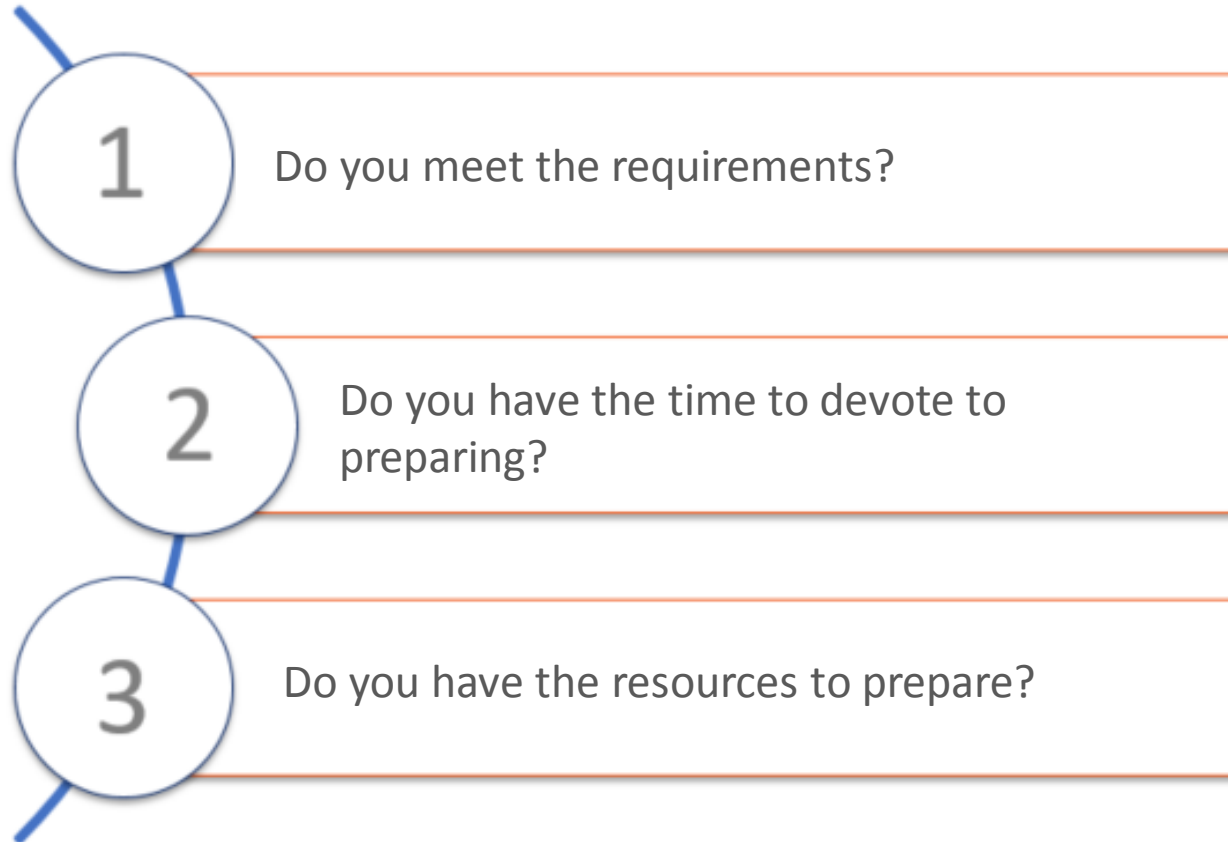 1
Do you meet the requirements?
2
Do you have the time to devote to
preparing?
3
Do you have the resources to prepare?